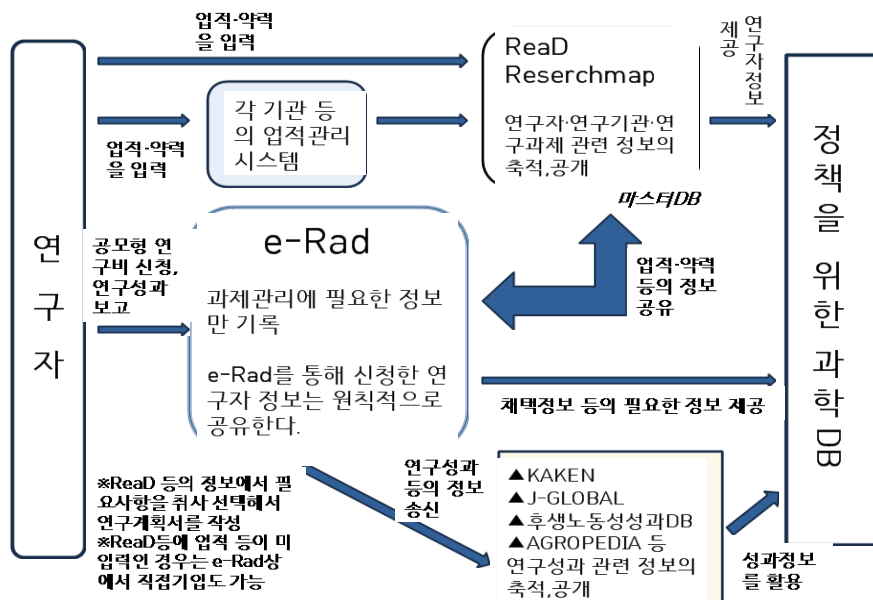 업적·약력
을 입력
ReaD
Reserchmap
연구자·연구기관·연
구과제 관련 정보의
축적,공개
연구자정보
제공
각 기관 등
의 업적관리
시스템
업적·약력
을 입력
마스터DB
연구자
공모형 연
구비 신청,
연구성과
보고
e-Rad
과제관리에 필요한 정보
만 기록
e-Rad를 통해 신청한 연
구자 정보는 원칙적으로
공유한다.
업적·약력
등의 정보
공유
정책을 위한 과학DB
채택정보 등의 필요한 정보 제공
※ReaD 등의 정보에서 필
요사항을 취사 선택해서
연구계획서를 작성
※ReaD등에 업적 등이 미
입력인 경우는 e-Rad상
에서 직접기입도 가능
연구성과
등의 정보
송신
▲KAKEN
▲J-GLOBAL
▲후생노동성성과DB
▲AGROPEDIA 등
연구성과 관련 정보의
축적,공개
성과정보
를 활용